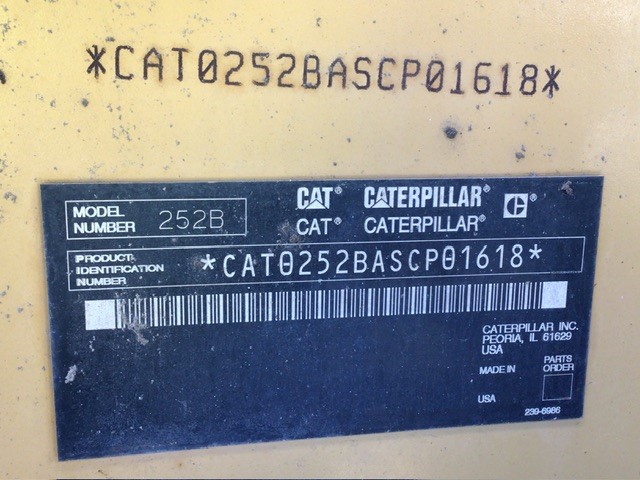 *CAT0252BASCP01618*
MODEL NUMBER 252B
CAT® CATERPILLAR®
CAT® CATERPILLAR®
PRODUCT IDENTIFICATION NUMBER *CAT0252BASCP01618*
CATERPILLAR INC.
PEORIA, IL 61629
USA
MADE IN
USA
PARTS ORDER
239-6986